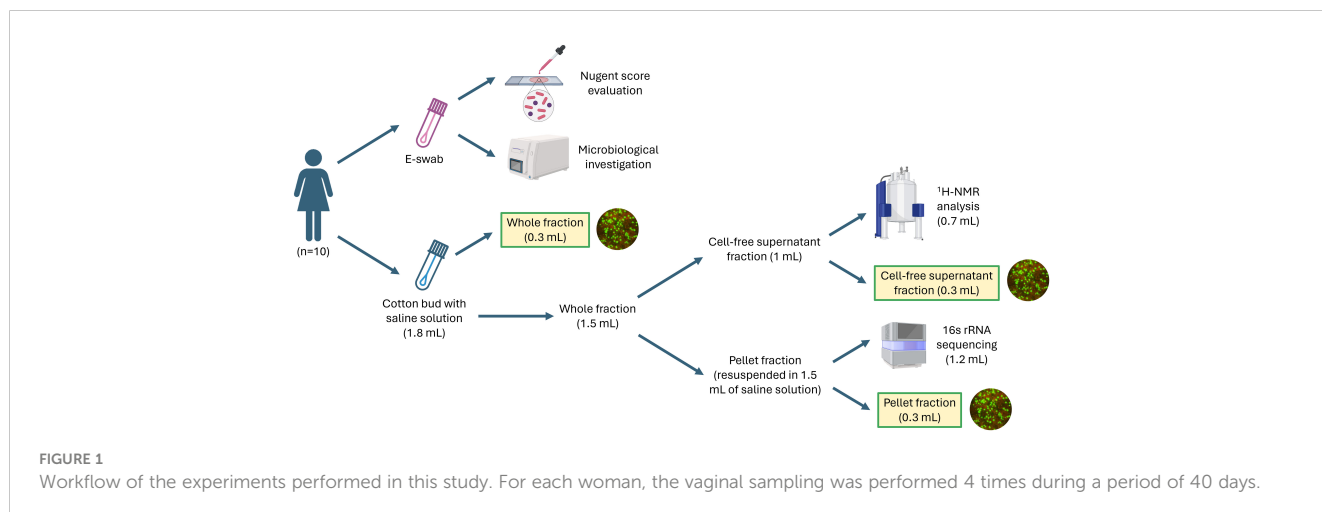 Nugent score
evaluation
E-swab
Microbiological
investigation
(n=10)
Whole fraction
(0.3 mL)
Cotton bud with
saline solution
(1.8 mL)
Whole fraction
(1.5 mL)
Cell-free supernatant
fraction (1 mL)
¹H-NMR
analysis
(0.7 mL)
Cell-free supernatant
fraction (0.3 mL)
Pellet fraction
(resuspended in 1.5
mL of saline solution)
16s rRNA
sequencing
(1.2 mL)
Pellet fraction
(0.3 mL)
FIGURE 1
Workflow of the experiments performed in this study. For each woman, the vaginal sampling was performed 4 times during a period of 40 days.